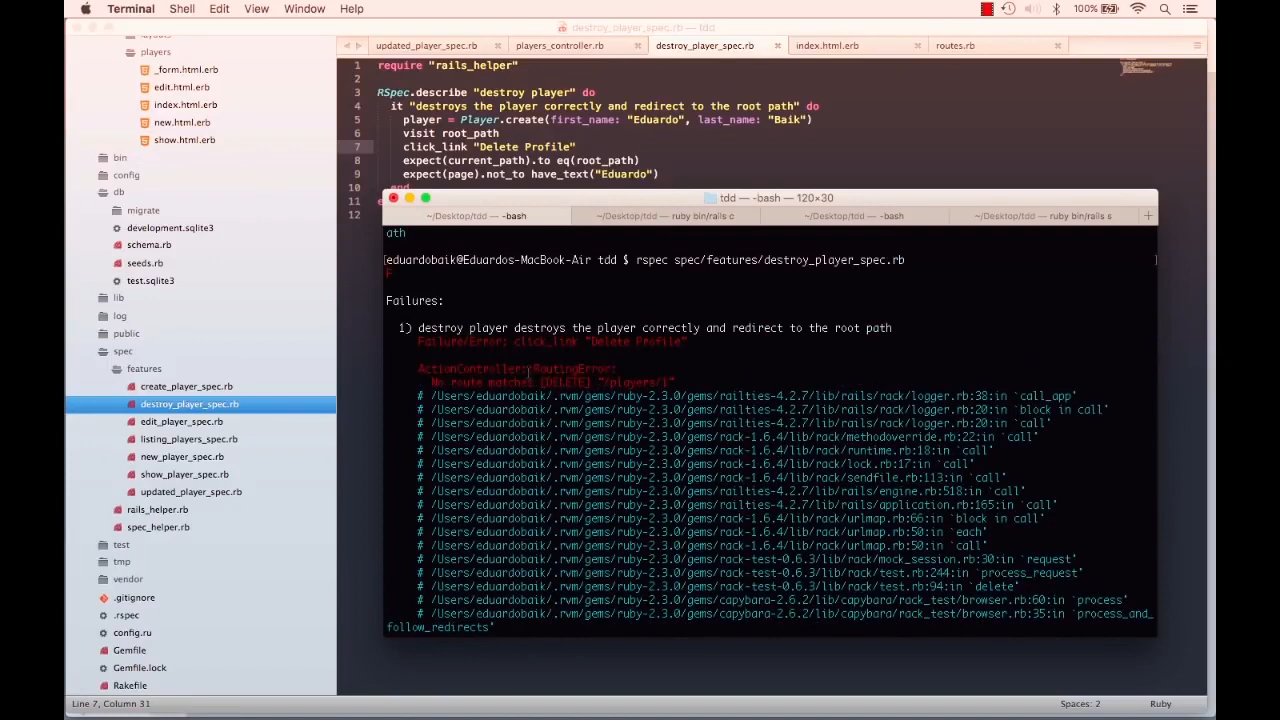 Terminal Shell Edit View Window Help 100%
destroy_player_spec.rb — tdd
updated_player_spec.rb players_controller.rb destroy_player_spec.rb index.html.erb routes.rb
layouts
players
_form.html.erb
edit.html.erb
index.html.erb
new.html.erb
show.html.erb
bin
config
db
migrate
development.sqlite3
schema.rb
seeds.rb
test.sqlite3
lib
log
public
spec
features
create_player_spec.rb
destroy_player_spec.rb
edit_player_spec.rb
listing_players_spec.rb
new_player_spec.rb
show_player_spec.rb
updated_player_spec.rb
rails_helper.rb
spec_helper.rb
test
tmp
vendor
.gitignore
.rspec
config.ru
Gemfile
Gemfile.lock
Rakefile
1 require "rails_helper"
2
3 RSpec.describe "destroy player" do
4 it "destroys the player correctly and redirect to the root path" do
5 player = Player.create(first_name: "Eduardo", last_name: "Baik")
6 visit root_path
7 click_link "Delete Profile"
8 expect(current_path).to eq(root_path)
9 expect(page).not_to have_text("Eduardo")
10 end
11
12
tdd — -bash — 120×30
~/Desktop/tdd — -bash ~/Desktop/tdd — ruby bin/rails c ~/Desktop/tdd — -bash ~/Desktop/tdd — ruby bin/rails s +
ath
[eduardobaik@Eduardos-MacBook-Air tdd $ rspec spec/features/destroy_player_spec.rb ]
F
Failures:
1) destroy player destroys the player correctly and redirect to the root path
Failure/Error: click_link "Delete Profile"
ActionController::RoutingError:
No route matches [DELETE] "/players/1"
# /Users/eduardobaik/.rvm/gems/ruby-2.3.0/gems/railties-4.2.7/lib/rails/rack/logger.rb:38:in `call_app'
# /Users/eduardobaik/.rvm/gems/ruby-2.3.0/gems/railties-4.2.7/lib/rails/rack/logger.rb:20:in `block in call'
# /Users/eduardobaik/.rvm/gems/ruby-2.3.0/gems/railties-4.2.7/lib/rails/rack/logger.rb:20:in `call'
# /Users/eduardobaik/.rvm/gems/ruby-2.3.0/gems/rack-1.6.4/lib/rack/methodoverride.rb:22:in `call'
# /Users/eduardobaik/.rvm/gems/ruby-2.3.0/gems/rack-1.6.4/lib/rack/runtime.rb:18:in `call'
# /Users/eduardobaik/.rvm/gems/ruby-2.3.0/gems/rack-1.6.4/lib/rack/lock.rb:17:in `call'
# /Users/eduardobaik/.rvm/gems/ruby-2.3.0/gems/rack-1.6.4/lib/rack/sendfile.rb:113:in `call'
# /Users/eduardobaik/.rvm/gems/ruby-2.3.0/gems/railties-4.2.7/lib/rails/engine.rb:518:in `call'
# /Users/eduardobaik/.rvm/gems/ruby-2.3.0/gems/railties-4.2.7/lib/rails/application.rb:165:in `call'
# /Users/eduardobaik/.rvm/gems/ruby-2.3.0/gems/rack-1.6.4/lib/rack/urlmap.rb:66:in `block in call'
# /Users/eduardobaik/.rvm/gems/ruby-2.3.0/gems/rack-1.6.4/lib/rack/urlmap.rb:50:in `each'
# /Users/eduardobaik/.rvm/gems/ruby-2.3.0/gems/rack-1.6.4/lib/rack/urlmap.rb:50:in `call'
# /Users/eduardobaik/.rvm/gems/ruby-2.3.0/gems/rack-test-0.6.3/lib/rack/mock_session.rb:30:in `request'
# /Users/eduardobaik/.rvm/gems/ruby-2.3.0/gems/rack-test-0.6.3/lib/rack/test.rb:244:in `process_request'
# /Users/eduardobaik/.rvm/gems/ruby-2.3.0/gems/rack-test-0.6.3/lib/rack/test.rb:94:in `delete'
# /Users/eduardobaik/.rvm/gems/ruby-2.3.0/gems/capybara-2.6.2/lib/capybara/rack_test/browser.rb:60:in `process'
# /Users/eduardobaik/.rvm/gems/ruby-2.3.0/gems/capybara-2.6.2/lib/capybara/rack_test/browser.rb:35:in `process_and_
follow_redirects'
Line 7, Column 31 Spaces: 2 Ruby